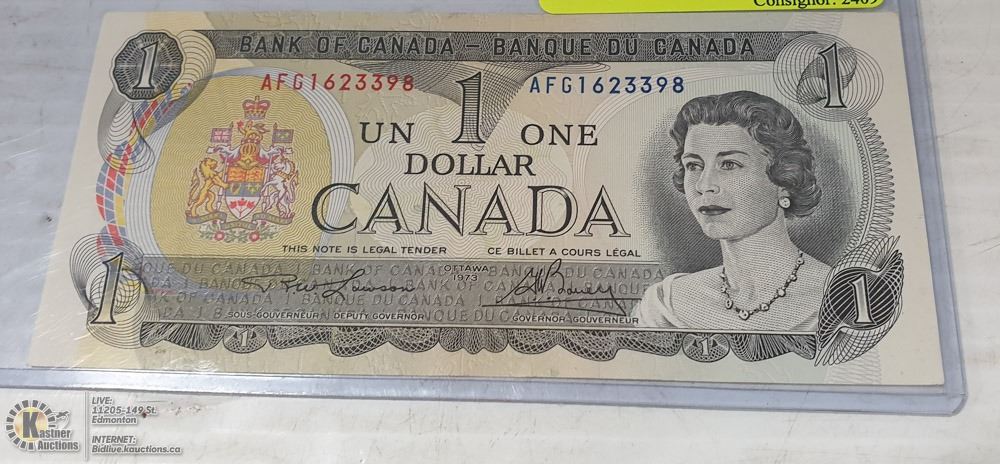 Consignor: 2469
1 BANK OF CANADA – BANQUE DU CANADA 1
AFG1623398 AFG1623398
UN 1 ONE
DOLLAR
CANADA
THIS NOTE IS LEGAL TENDER CE BILLET A COURS LÉGAL
OTTAWA
1973
SOUS-GOUVERNEUR DEPUTY GOVERNOR GOVERNOR GOUVERNEUR
1 1
1 1
Kastner
Auctions
LIVE:
11205-149 St.
Edmonton
INTERNET:
Bidlive.kauctions.ca